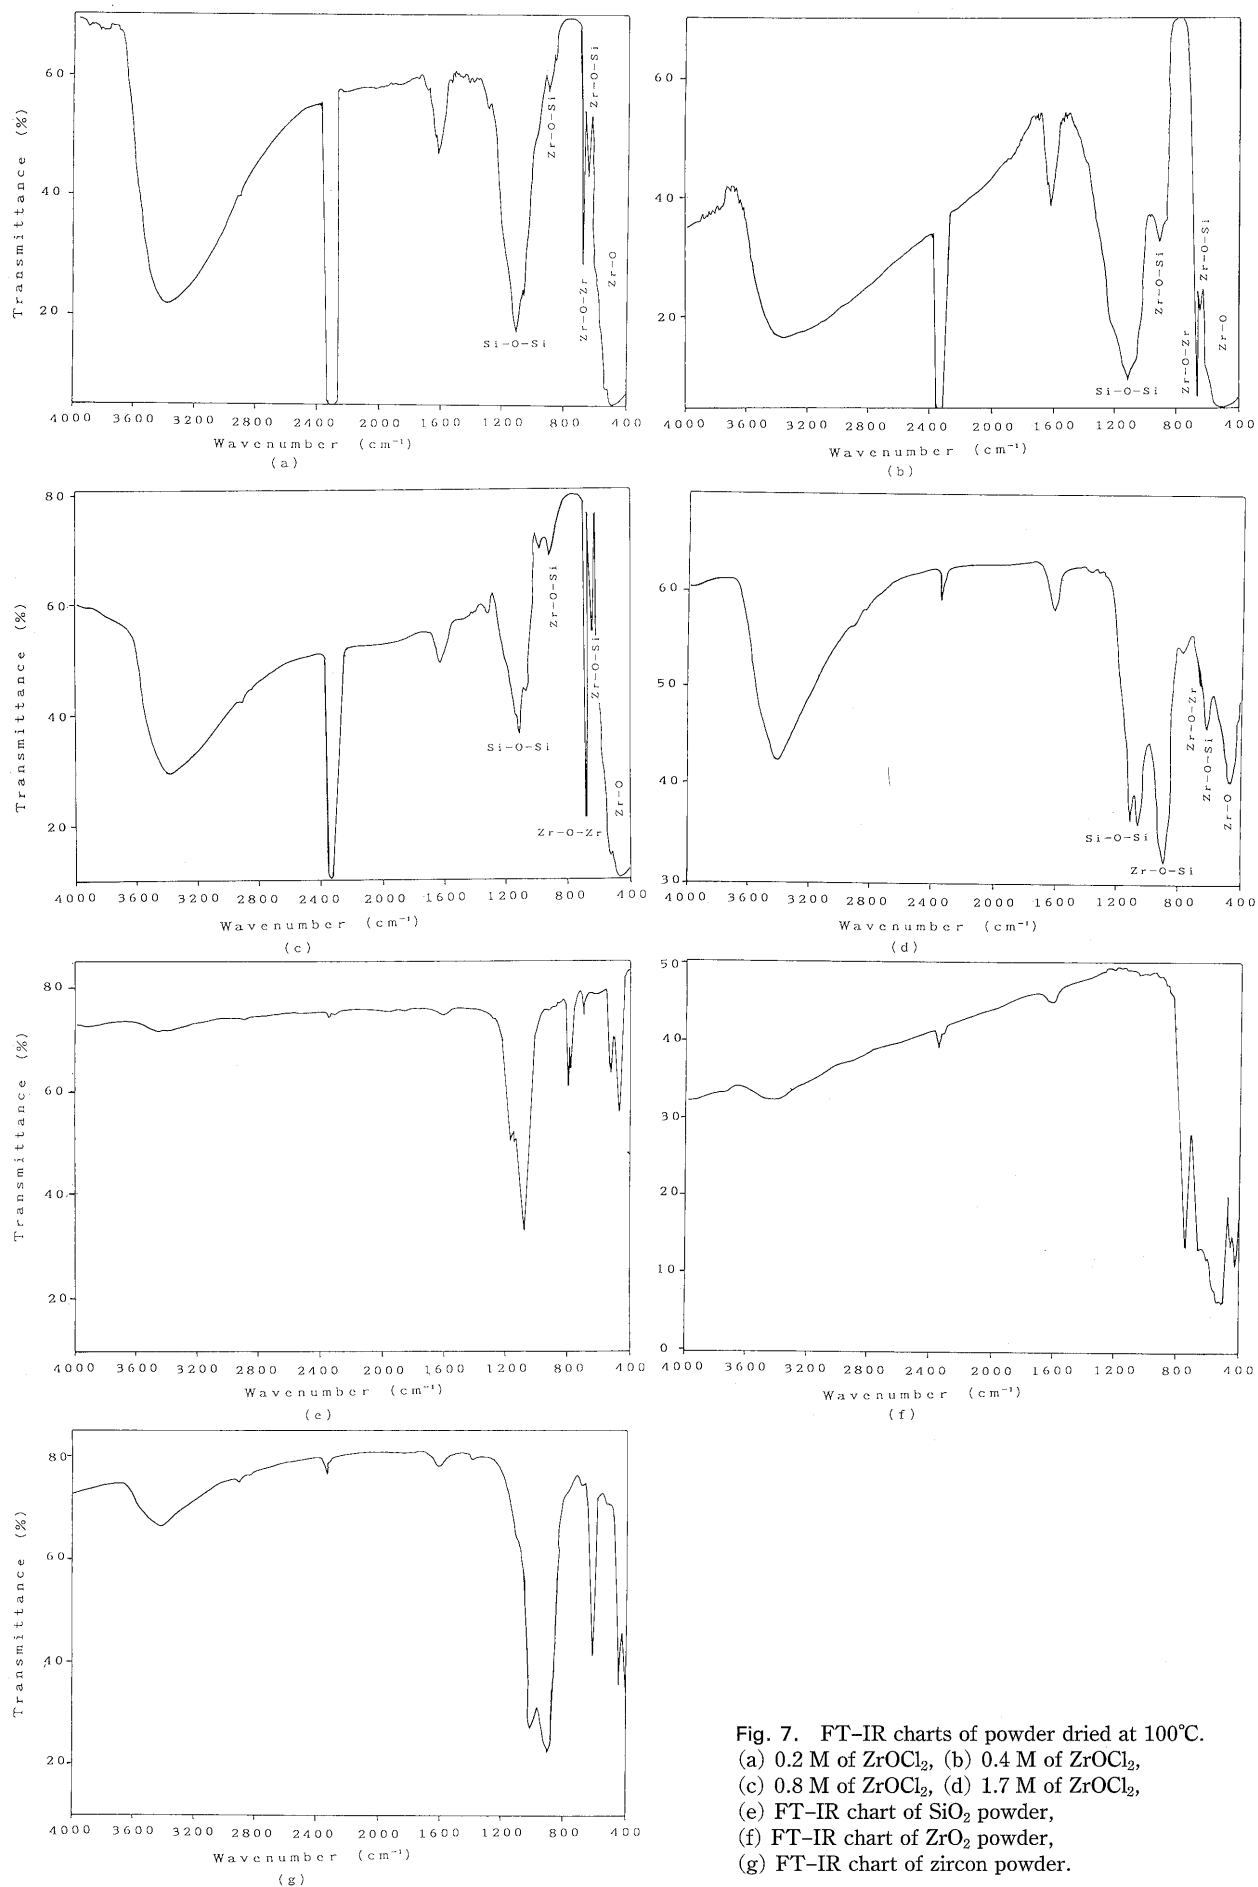 Transmittance (%)
60
40
20
Zr-O-Si
Zr-O-Si
Zr-O-Zr
Zr-O
Si-O-Si
4000 3600 3200 2800 2400 2000 1600 1200 800 400
Wavenumber (cm⁻¹)
(a)
60
40
20
Zr-O-Si
Zr-O-Si
Zr-O-Zr
Zr-O
Si-O-Si
4000 3600 3200 2800 2400 2000 1600 1200 800 400
Wavenumber (cm⁻¹)
(b)
Transmittance (%)
80
60
40
20
Zr-O-Si
Zr-O-Si
Zr-O
Si-O-Si
Zr-O-Zr
4000 3600 3200 2800 2400 2000 1600 1200 800 400
Wavenumber (cm⁻¹)
(c)
60
50
40
30
Zr-O-Zr
Zr-O-Si
Zr-O
Si-O-Si
Zr-O-Si
4000 3600 3200 2800 2400 2000 1600 1200 800 400
Wavenumber (cm⁻¹)
(d)
Transmittance (%)
80
60
40
20
4000 3600 3200 2800 2400 2000 1600 1200 800 400
Wavenumber (cm⁻¹)
(e)
50
40
30
20
10
0
4000 3600 3200 2800 2400 2000 1600 1200 800 400
Wavenumber (cm⁻¹)
(f)
Transmittance (%)
80
60
40
20
4000 3600 3200 2800 2400 2000 1600 1200 800 400
Wavenumber (cm⁻¹)
(g)
Fig. 7. FT-IR charts of powder dried at 100℃.
(a) 0.2 M of ZrOCl₂, (b) 0.4 M of ZrOCl₂,
(c) 0.8 M of ZrOCl₂, (d) 1.7 M of ZrOCl₂,
(e) FT-IR chart of SiO₂ powder,
(f) FT-IR chart of ZrO₂ powder,
(g) FT-IR chart of zircon powder.